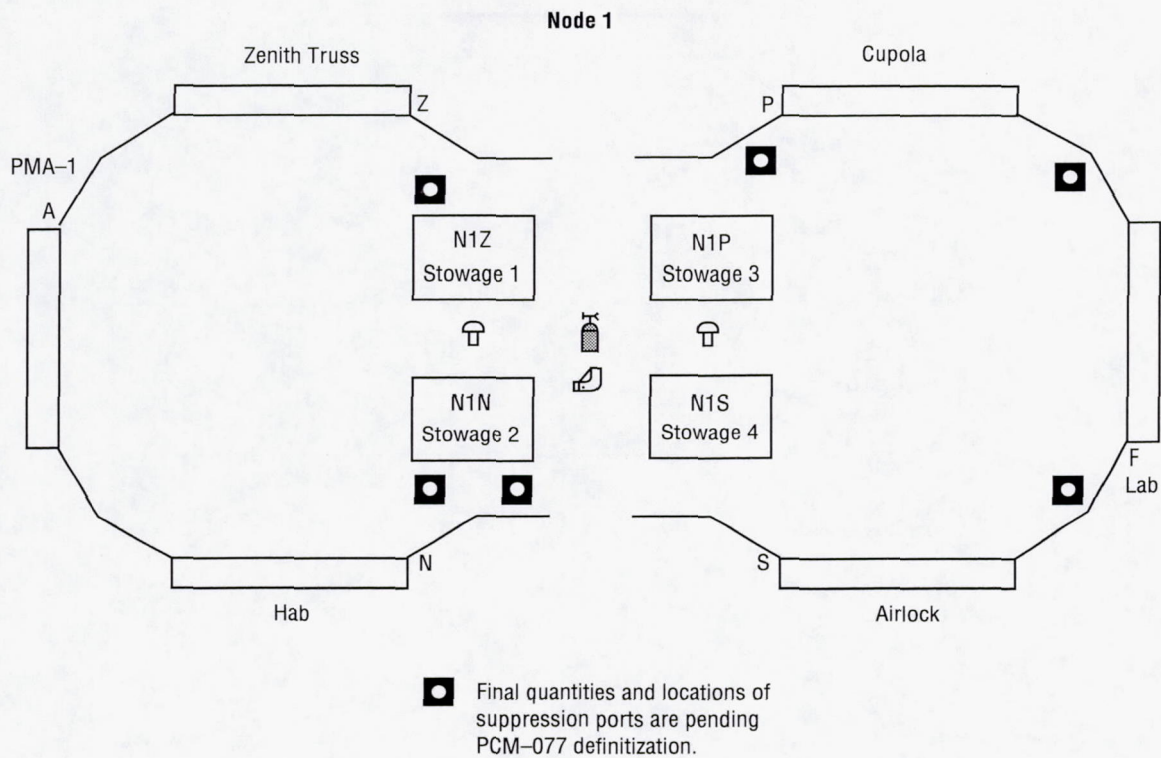 Node 1
Zenith Truss
Cupola
Z
P
PMA–1
A
N1Z
Stowage 1
N1P
Stowage 3
N1N
Stowage 2
N1S
Stowage 4
F
Lab
N
S
Hab
Airlock
Final quantities and locations of
suppression ports are pending
PCM–077 definitization.